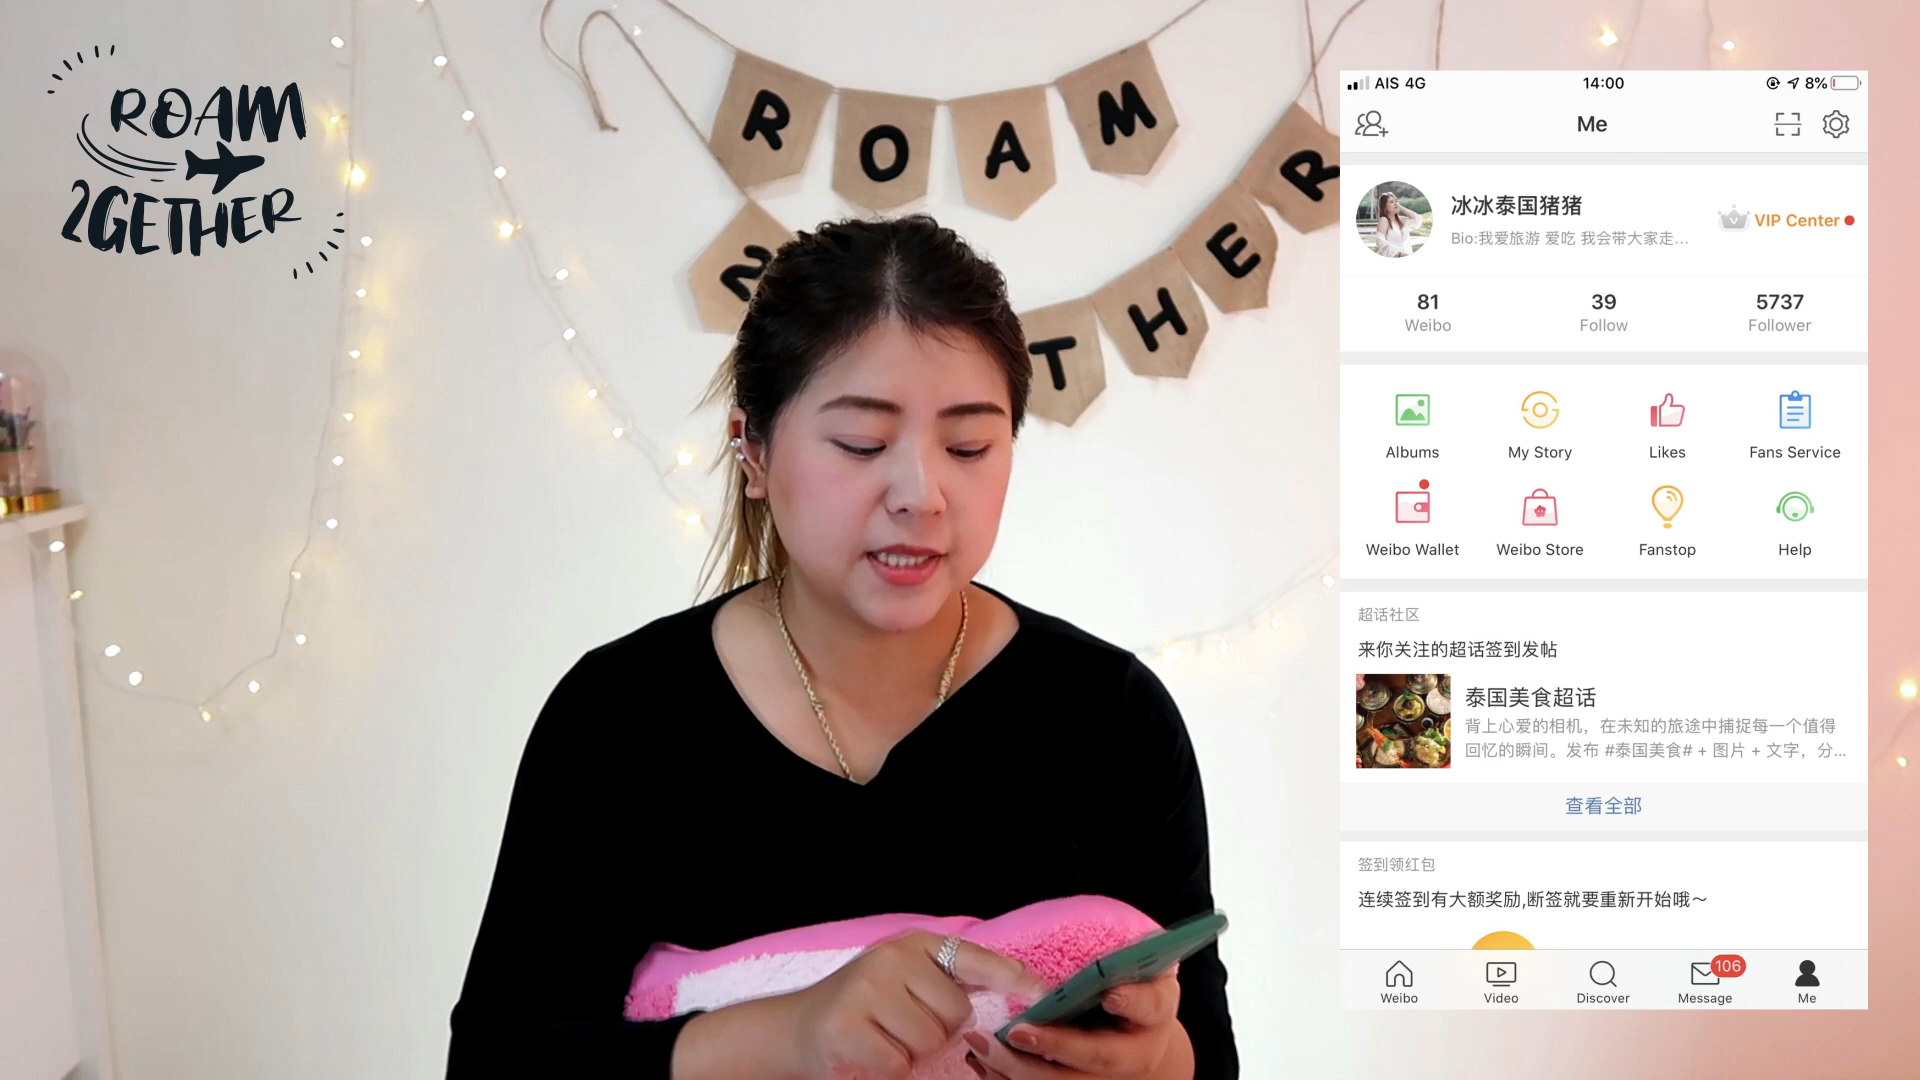 ROAM
2GETHER
ROAM
2
THER
AIS 4G
14:00
8%
Me
冰冰泰国猪猪
Bio:我爱旅游 爱吃 我会带大家走...
VIP Center
81
39
5737
Weibo
Follow
Follower
Albums
My Story
Likes
Fans Service
Weibo Wallet
Weibo Store
Fanstop
Help
超话社区
来你关注的超话签到发帖
泰国美食超话
背上心爱的相机，在未知的旅途中捕捉每一个值得
回忆的瞬间。发布 #泰国美食# + 图片 + 文字，分...
查看全部
签到领红包
连续签到有大额奖励,断签就要重新开始哦～
106
Weibo
Video
Discover
Message
Me